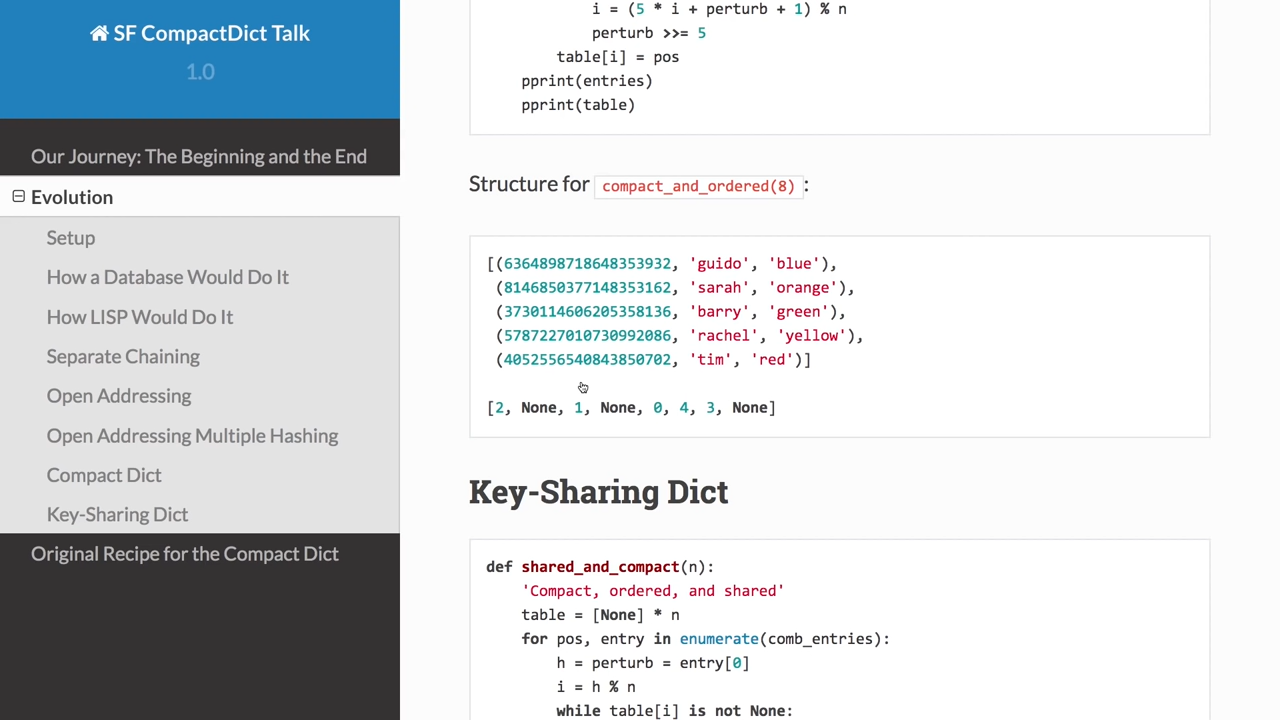 SF CompactDict Talk
1.0
Our Journey: The Beginning and the End
Evolution
Setup
How a Database Would Do It
How LISP Would Do It
Separate Chaining
Open Addressing
Open Addressing Multiple Hashing
Compact Dict
Key-Sharing Dict
Original Recipe for the Compact Dict
i = (5 * i + perturb + 1) % n
perturb >>= 5
table[i] = pos
pprint(entries)
pprint(table)
Structure for compact_and_ordered(8):
[(6364898718648353932, 'guido', 'blue'),
(8146850377148353162, 'sarah', 'orange'),
(3730114606205358136, 'barry', 'green'),
(5787227010730992086, 'rachel', 'yellow'),
(4052556540843850702, 'tim', 'red')]
[2, None, 1, None, 0, 4, 3, None]
Key-Sharing Dict
def shared_and_compact(n):
'Compact, ordered, and shared'
table = [None] * n
for pos, entry in enumerate(comb_entries):
h = perturb = entry[0]
i = h % n
while table[i] is not None: